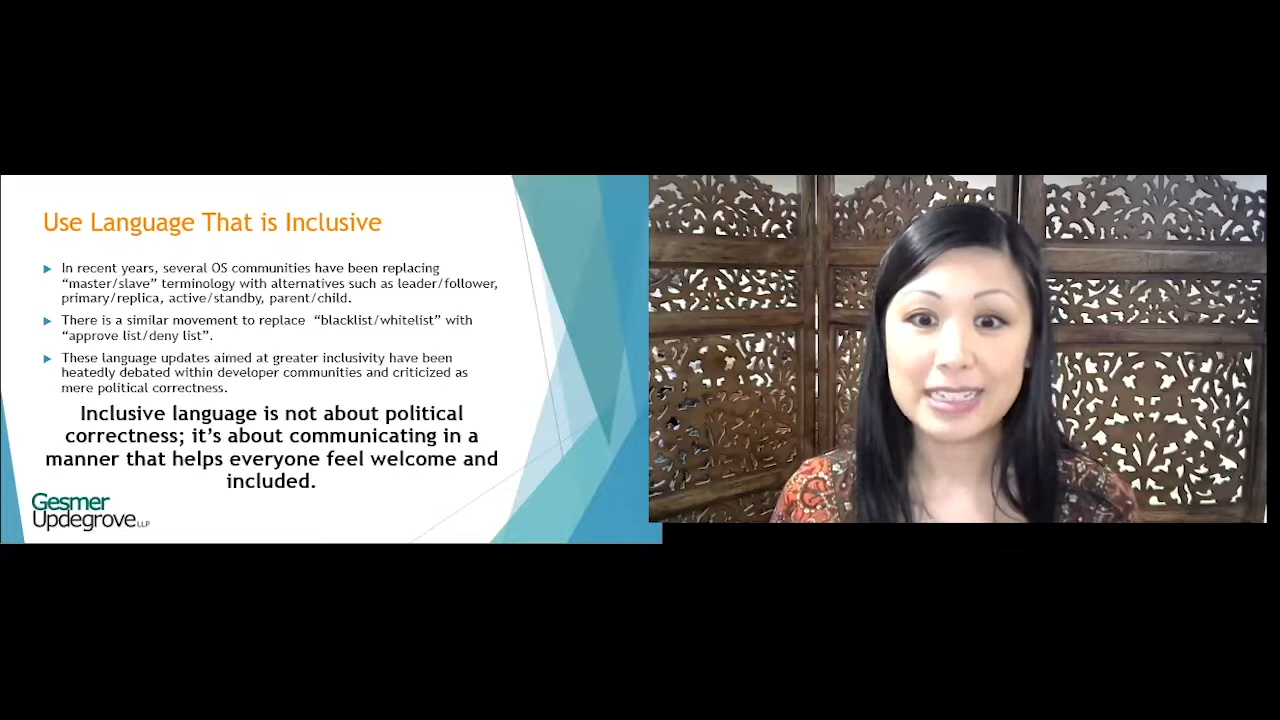 Use Language That is Inclusive
In recent years, several OS communities have been replacing
“master/slave” terminology with alternatives such as leader/follower,
primary/replica, active/standby, parent/child.
There is a similar movement to replace “blacklist/whitelist” with
“approve list/deny list”.
These language updates aimed at greater inclusivity have been
heatedly debated within developer communities and criticized as
mere political correctness.
Inclusive language is not about political
correctness; it’s about communicating in a
manner that helps everyone feel welcome and
included.
Gesmer
Updegrove LLP